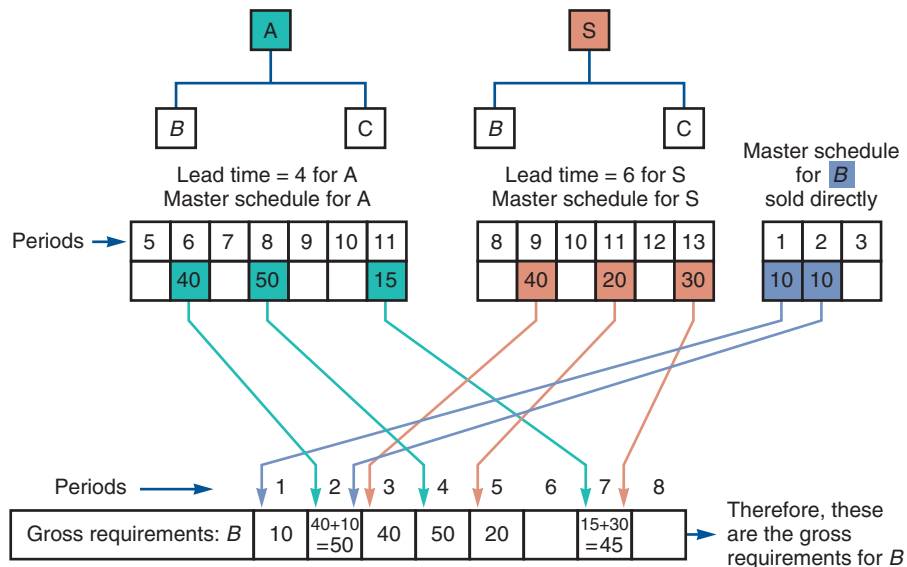 A
S
B
C
B
C
Lead time = 4 for A
Master schedule for A
Lead time = 6 for S
Master schedule for S
Master schedule
for B
sold directly
Periods
5 6 7 8 9 10 11
8 9 10 11 12 13
1 2 3
40 50 15
40 20 30
10 10
Periods
1 2 3 4 5 6 7 8
Gross requirements: B
10
40+10
=50
40
50
20
15+30
=45
Therefore, these
are the gross
requirements for B